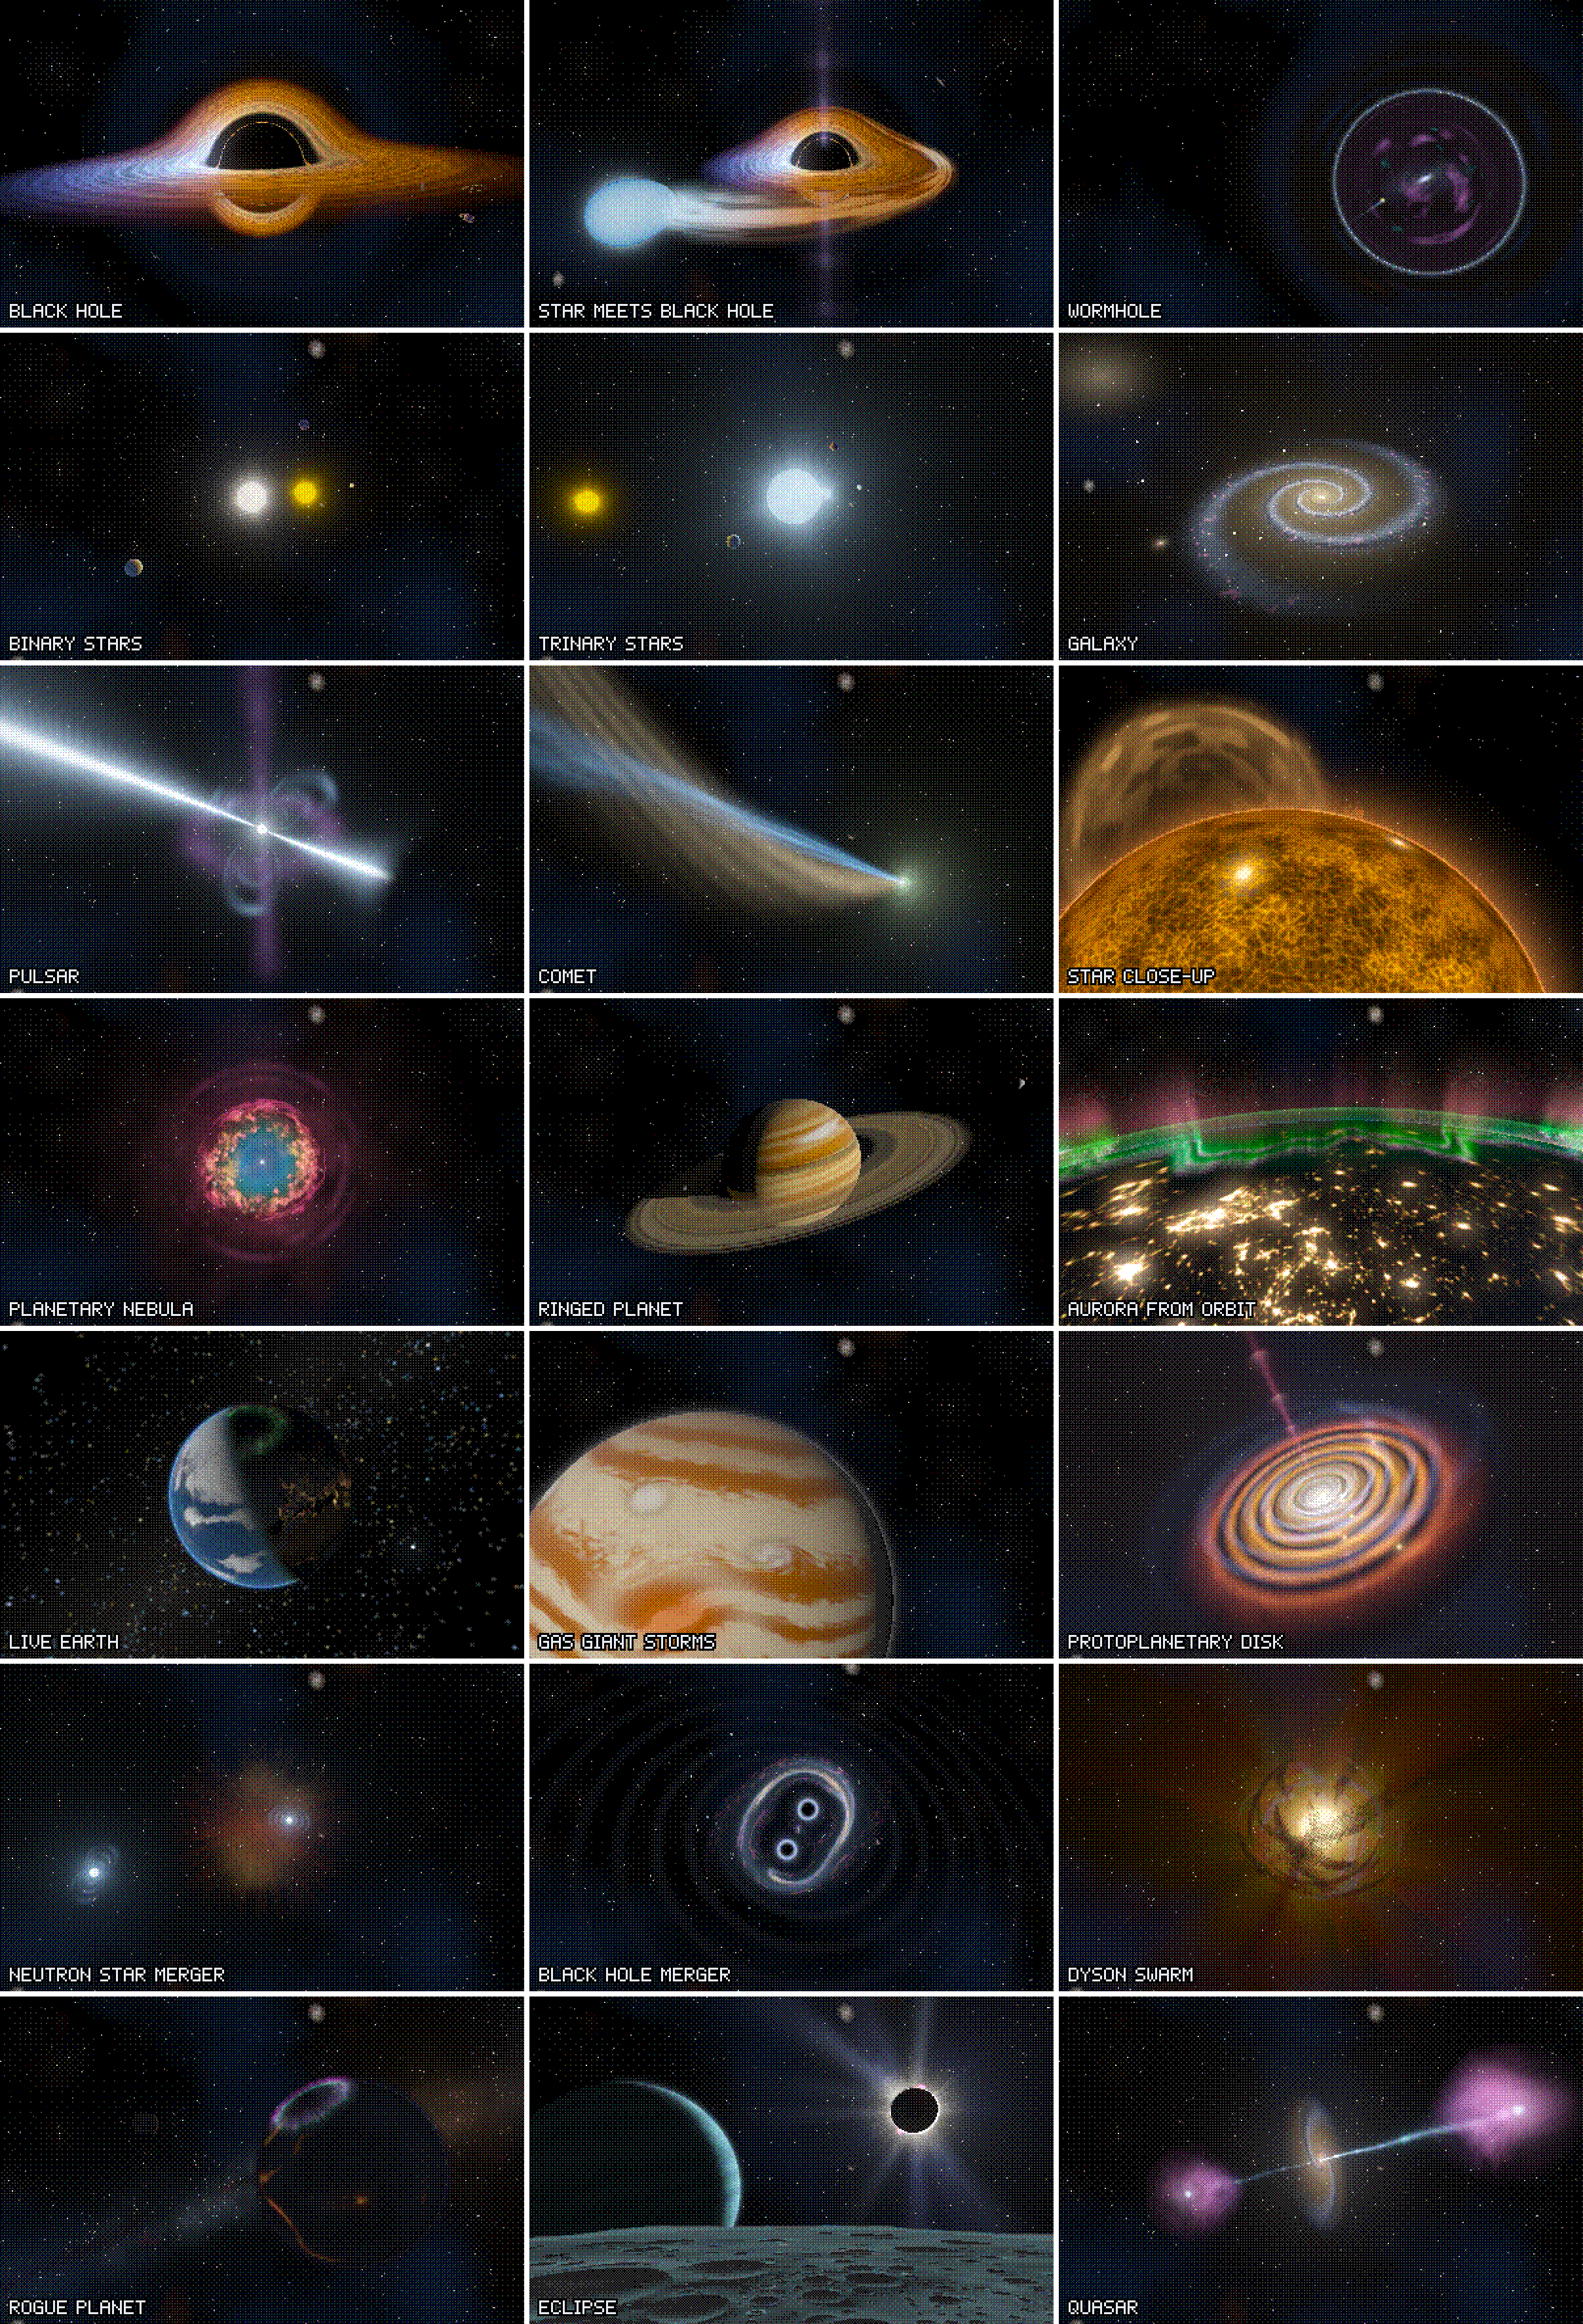 BLACK HOLE
STAR MEETS BLACK HOLE
WORMHOLE
BINARY STARS
TRINARY STARS
GALAXY
PULSAR
COMET
STAR CLOSE-UP
PLANETARY NEBULA
RINGED PLANET
AURORA FROM ORBIT
LIVE EARTH
GAS GIANT STORMS
PROTOPLANETARY DISK
NEUTRON STAR MERGER
BLACK HOLE MERGER
DYSON SWARM
ROGUE PLANET
ECLIPSE
QUASAR